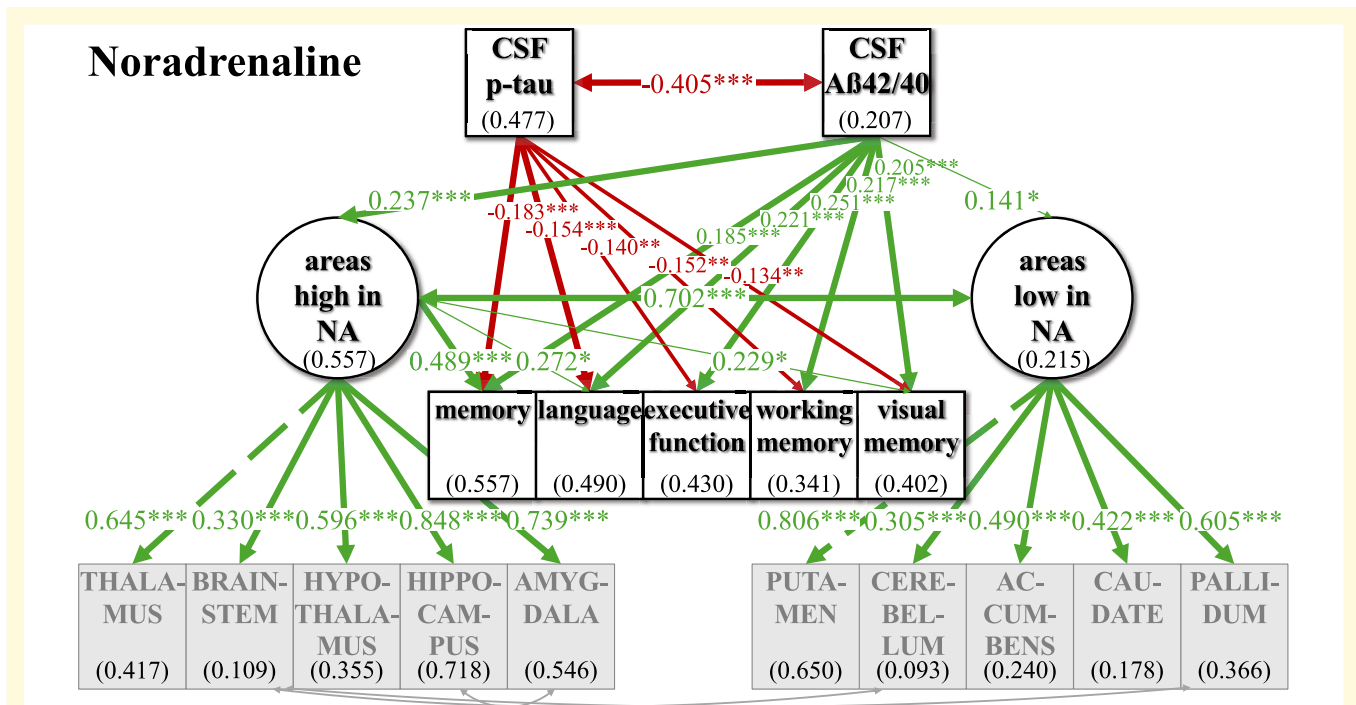 Noradrenaline
CSF
p-tau
(0.477)
-0.405***
CSF
Aß42/40
(0.207)
0.237***
-0.183***
-0.154***
-0.140**
-0.152**
-0.134**
0.185***
0.221***
0.251***
0.217***
0.205***
0.141*
areas
high in
NA
(0.557)
0.702***
areas
low in
NA
(0.215)
0.489***
0.272*
0.229*
memory
(0.557)
language
(0.490)
executive
function
(0.430)
working
memory
(0.341)
visual
memory
(0.402)
0.645***
0.330***
0.596***
0.848***
0.739***
0.806***
0.305***
0.490***
0.422***
0.605***
THALA-
MUS
(0.417)
BRAIN-
STEM
(0.109)
HYPO-
THALA-
MUS
(0.355)
HIPPO-
CAM-
PUS
(0.718)
AMYG-
DALA
(0.546)
PUTA-
MEN
(0.650)
CERE-
BEL-
LUM
(0.093)
AC-
CUM-
BENS
(0.240)
CAU-
DATE
(0.178)
PALLI-
DUM
(0.366)